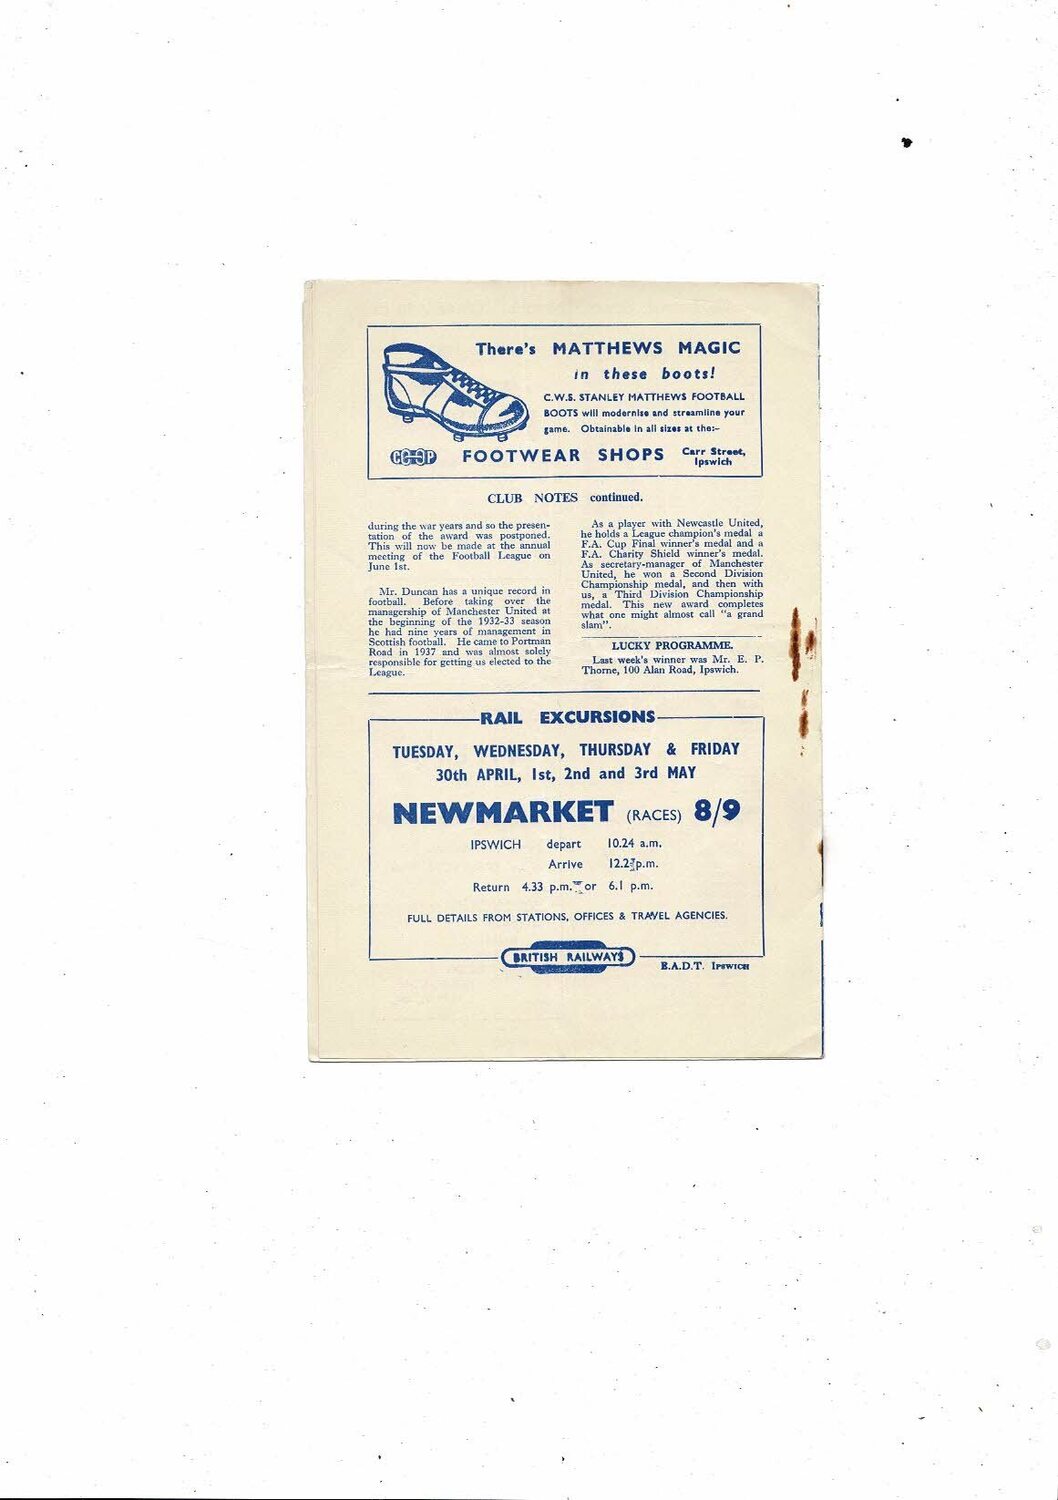 There's MATTHEWS MAGIC
in these boots!
C.W.S. STANLEY MATTHEWS FOOTBALL
BOOTS will modernise and streamline your
game. Obtainable in all sizes at the:-
CO-OP FOOTWEAR SHOPS Carr Street,
Ipswich
CLUB NOTES continued.
during the war years and so the presen-
tation of the award was postponed.
This will now be made at the annual
meeting of the Football League on
June 1st.
Mr. Duncan has a unique record in
football. Before taking over the
managership of Manchester United at
the beginning of the 1932-33 season
he had nine years of management in
Scottish football. He came to Portman
Road in 1937 and was almost solely
responsible for getting us elected to the
League.
As a player with Newcastle United,
he holds a League champion's medal a
F.A. Cup Final winner's medal and a
F.A. Charity Shield winner's medal.
As secretary-manager of Manchester
United, he won a Second Division
Championship medal, and then with
us, a Third Division Championship
medal. This new award completes
what one might almost call "a grand
slam".
LUCKY PROGRAMME.
Last week's winner was Mr. E. P.
Thorne, 100 Alan Road, Ipswich.
RAIL EXCURSIONS
TUESDAY, WEDNESDAY, THURSDAY & FRIDAY
30th APRIL, 1st, 2nd and 3rd MAY
NEWMARKET (RACES) 8/9
IPSWICH depart 10.24 a.m.
Arrive p.m.
Return 4.33 p.m. or 6.1 p.m.
FULL DETAILS FROM STATIONS, OFFICES & TRAVEL AGENCIES.
BRITISH RAILWAYS
B.A.D.T. IPSWICH